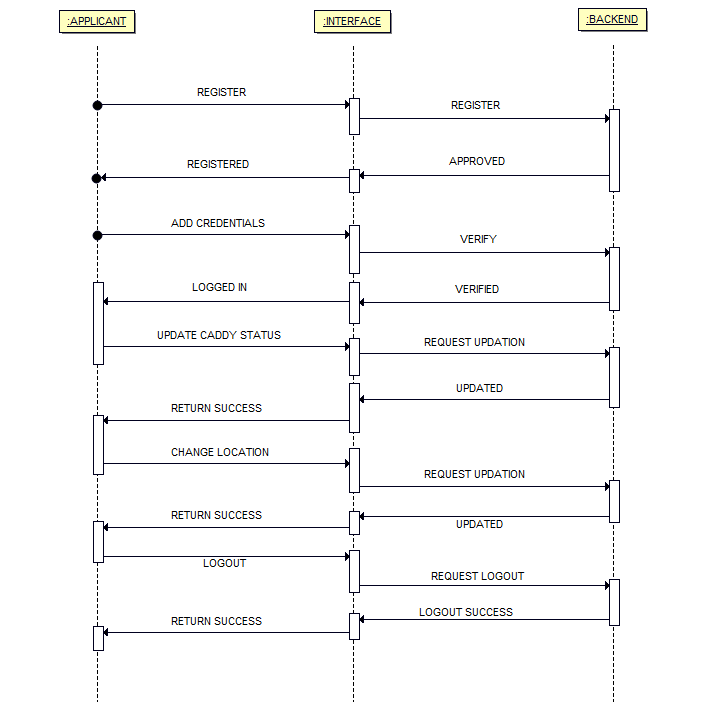 :APPLICANT
:INTERFACE
:BACKEND
REGISTER
REGISTER
APPROVED
REGISTERED
ADD CREDENTIALS
VERIFY
LOGGED IN
VERIFIED
UPDATE CADDY STATUS
REQUEST UPDATION
UPDATED
RETURN SUCCESS
CHANGE LOCATION
REQUEST UPDATION
RETURN SUCCESS
UPDATED
LOGOUT
REQUEST LOGOUT
LOGOUT SUCCESS
RETURN SUCCESS